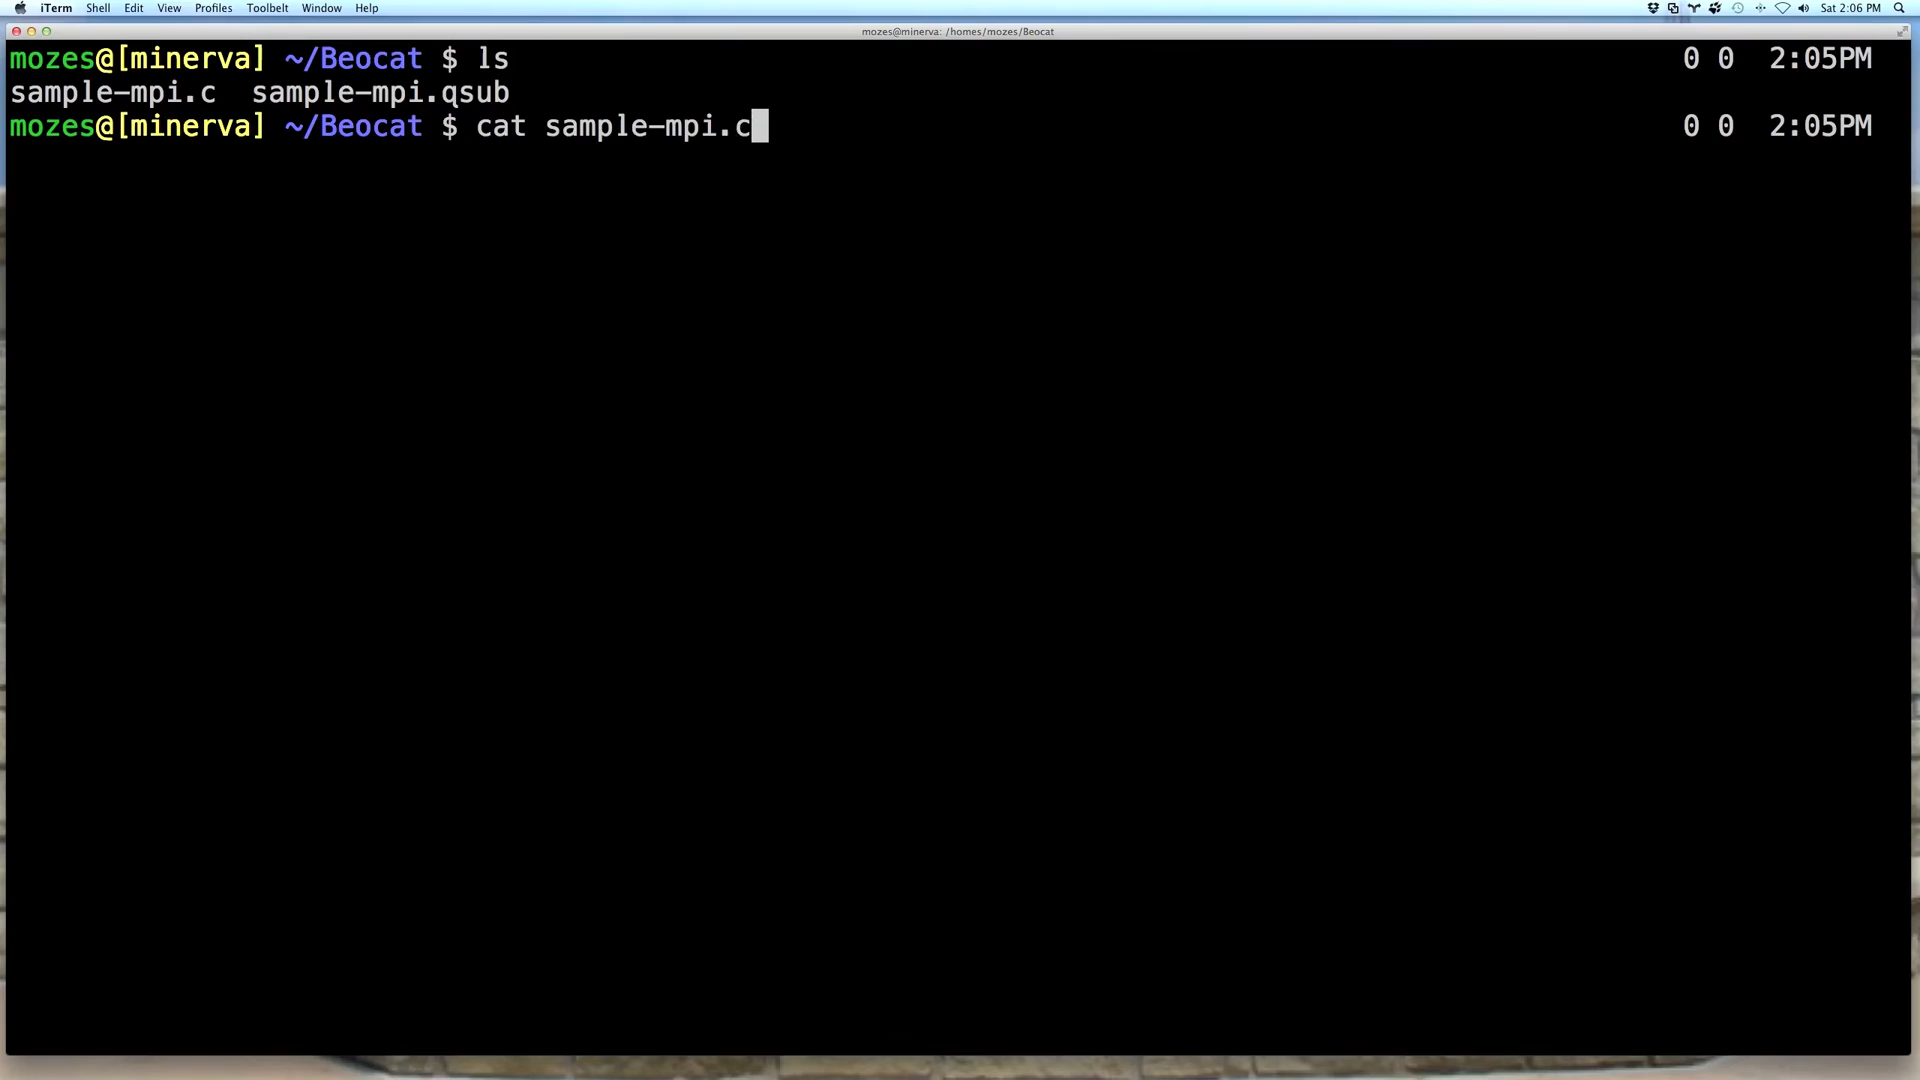 iTerm Shell Edit View Profiles Toolbelt Window Help Sat 2:06 PM
mozes@minerva: /homes/mozes/Beocat
mozes@[minerva] ~/Beocat $ ls 0 0 2:05PM
sample-mpi.c sample-mpi.qsub
mozes@[minerva] ~/Beocat $ cat sample-mpi.c 0 0 2:05PM